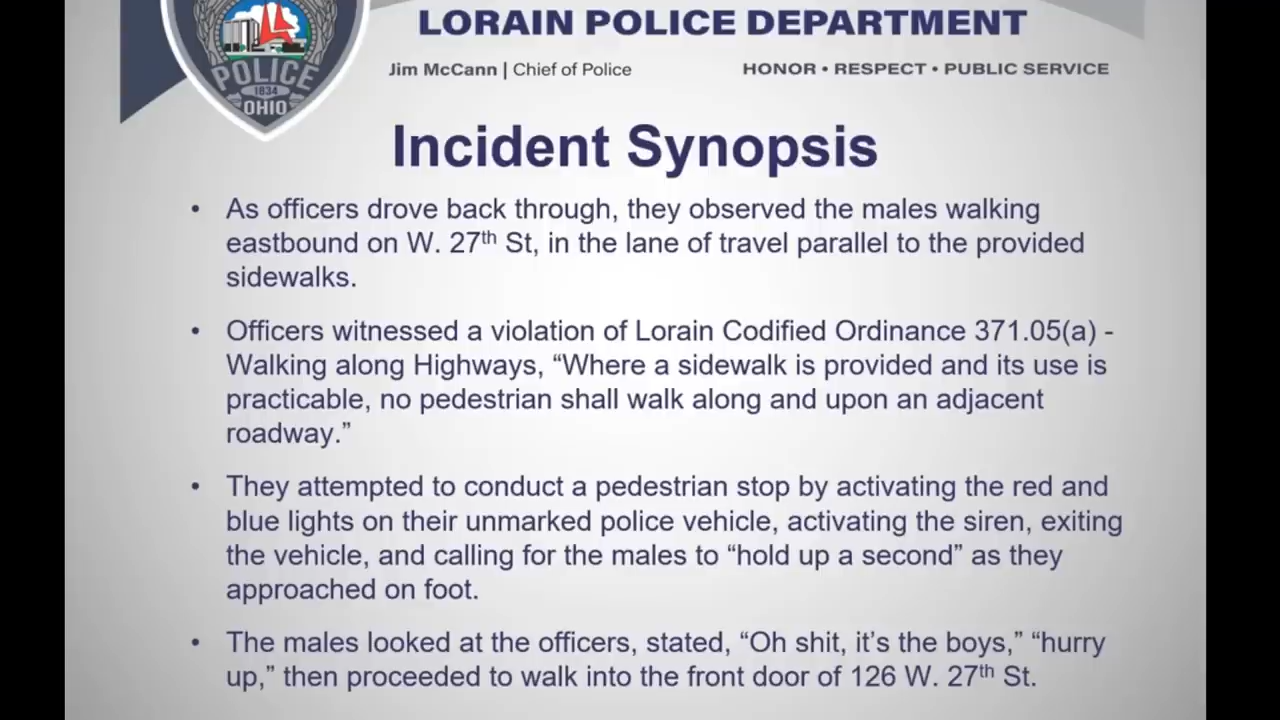 LORAIN POLICE DEPARTMENT
Jim McCann | Chief of Police
HONOR • RESPECT • PUBLIC SERVICE
POLICE
1834
OHIO
Incident Synopsis
• As officers drove back through, they observed the males walking
eastbound on W. 27th St, in the lane of travel parallel to the provided
sidewalks.
• Officers witnessed a violation of Lorain Codified Ordinance 371.05(a) -
Walking along Highways, “Where a sidewalk is provided and its use is
practicable, no pedestrian shall walk along and upon an adjacent
roadway.”
• They attempted to conduct a pedestrian stop by activating the red and
blue lights on their unmarked police vehicle, activating the siren, exiting
the vehicle, and calling for the males to “hold up a second” as they
approached on foot.
• The males looked at the officers, stated, “Oh shit, it’s the boys,” “hurry
up,” then proceeded to walk into the front door of 126 W. 27th St.